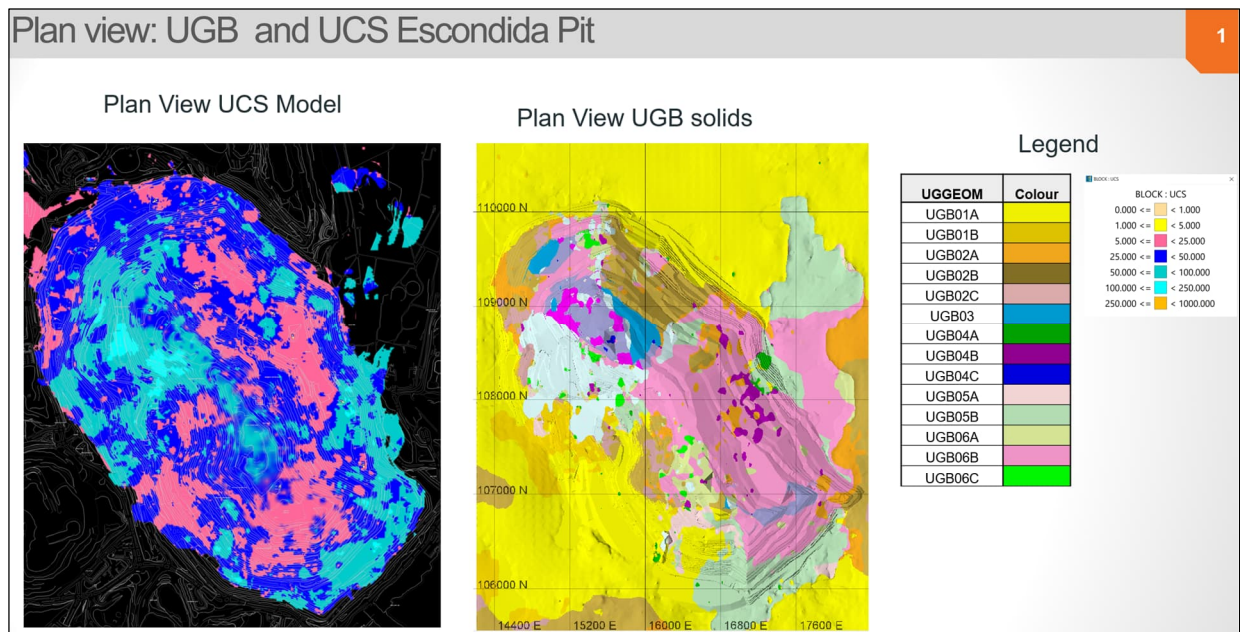 Plan view: UGB and UCS Escondida Pit
1
Plan View UCS Model
Plan View UGB solids
110000 N
109000 N
108000 N
107000 N
106000 N
14400 E 15200 E 16000 E 16800 E 17600 E
Legend
UGGEOM Colour
UGB01A
UGB01B
UGB02A
UGB02B
UGB02C
UGB03
UGB04A
UGB04B
UGB04C
UGB05A
UGB05B
UGB06A
UGB06B
UGB06C
BLOCK : UCS ×
BLOCK : UCS
0.000 <= < 1.000
1.000 <= < 5.000
5.000 <= < 25.000
25.000 <= < 50.000
50.000 <= < 100.000
100.000 <= < 250.000
250.000 <= < 1000.000